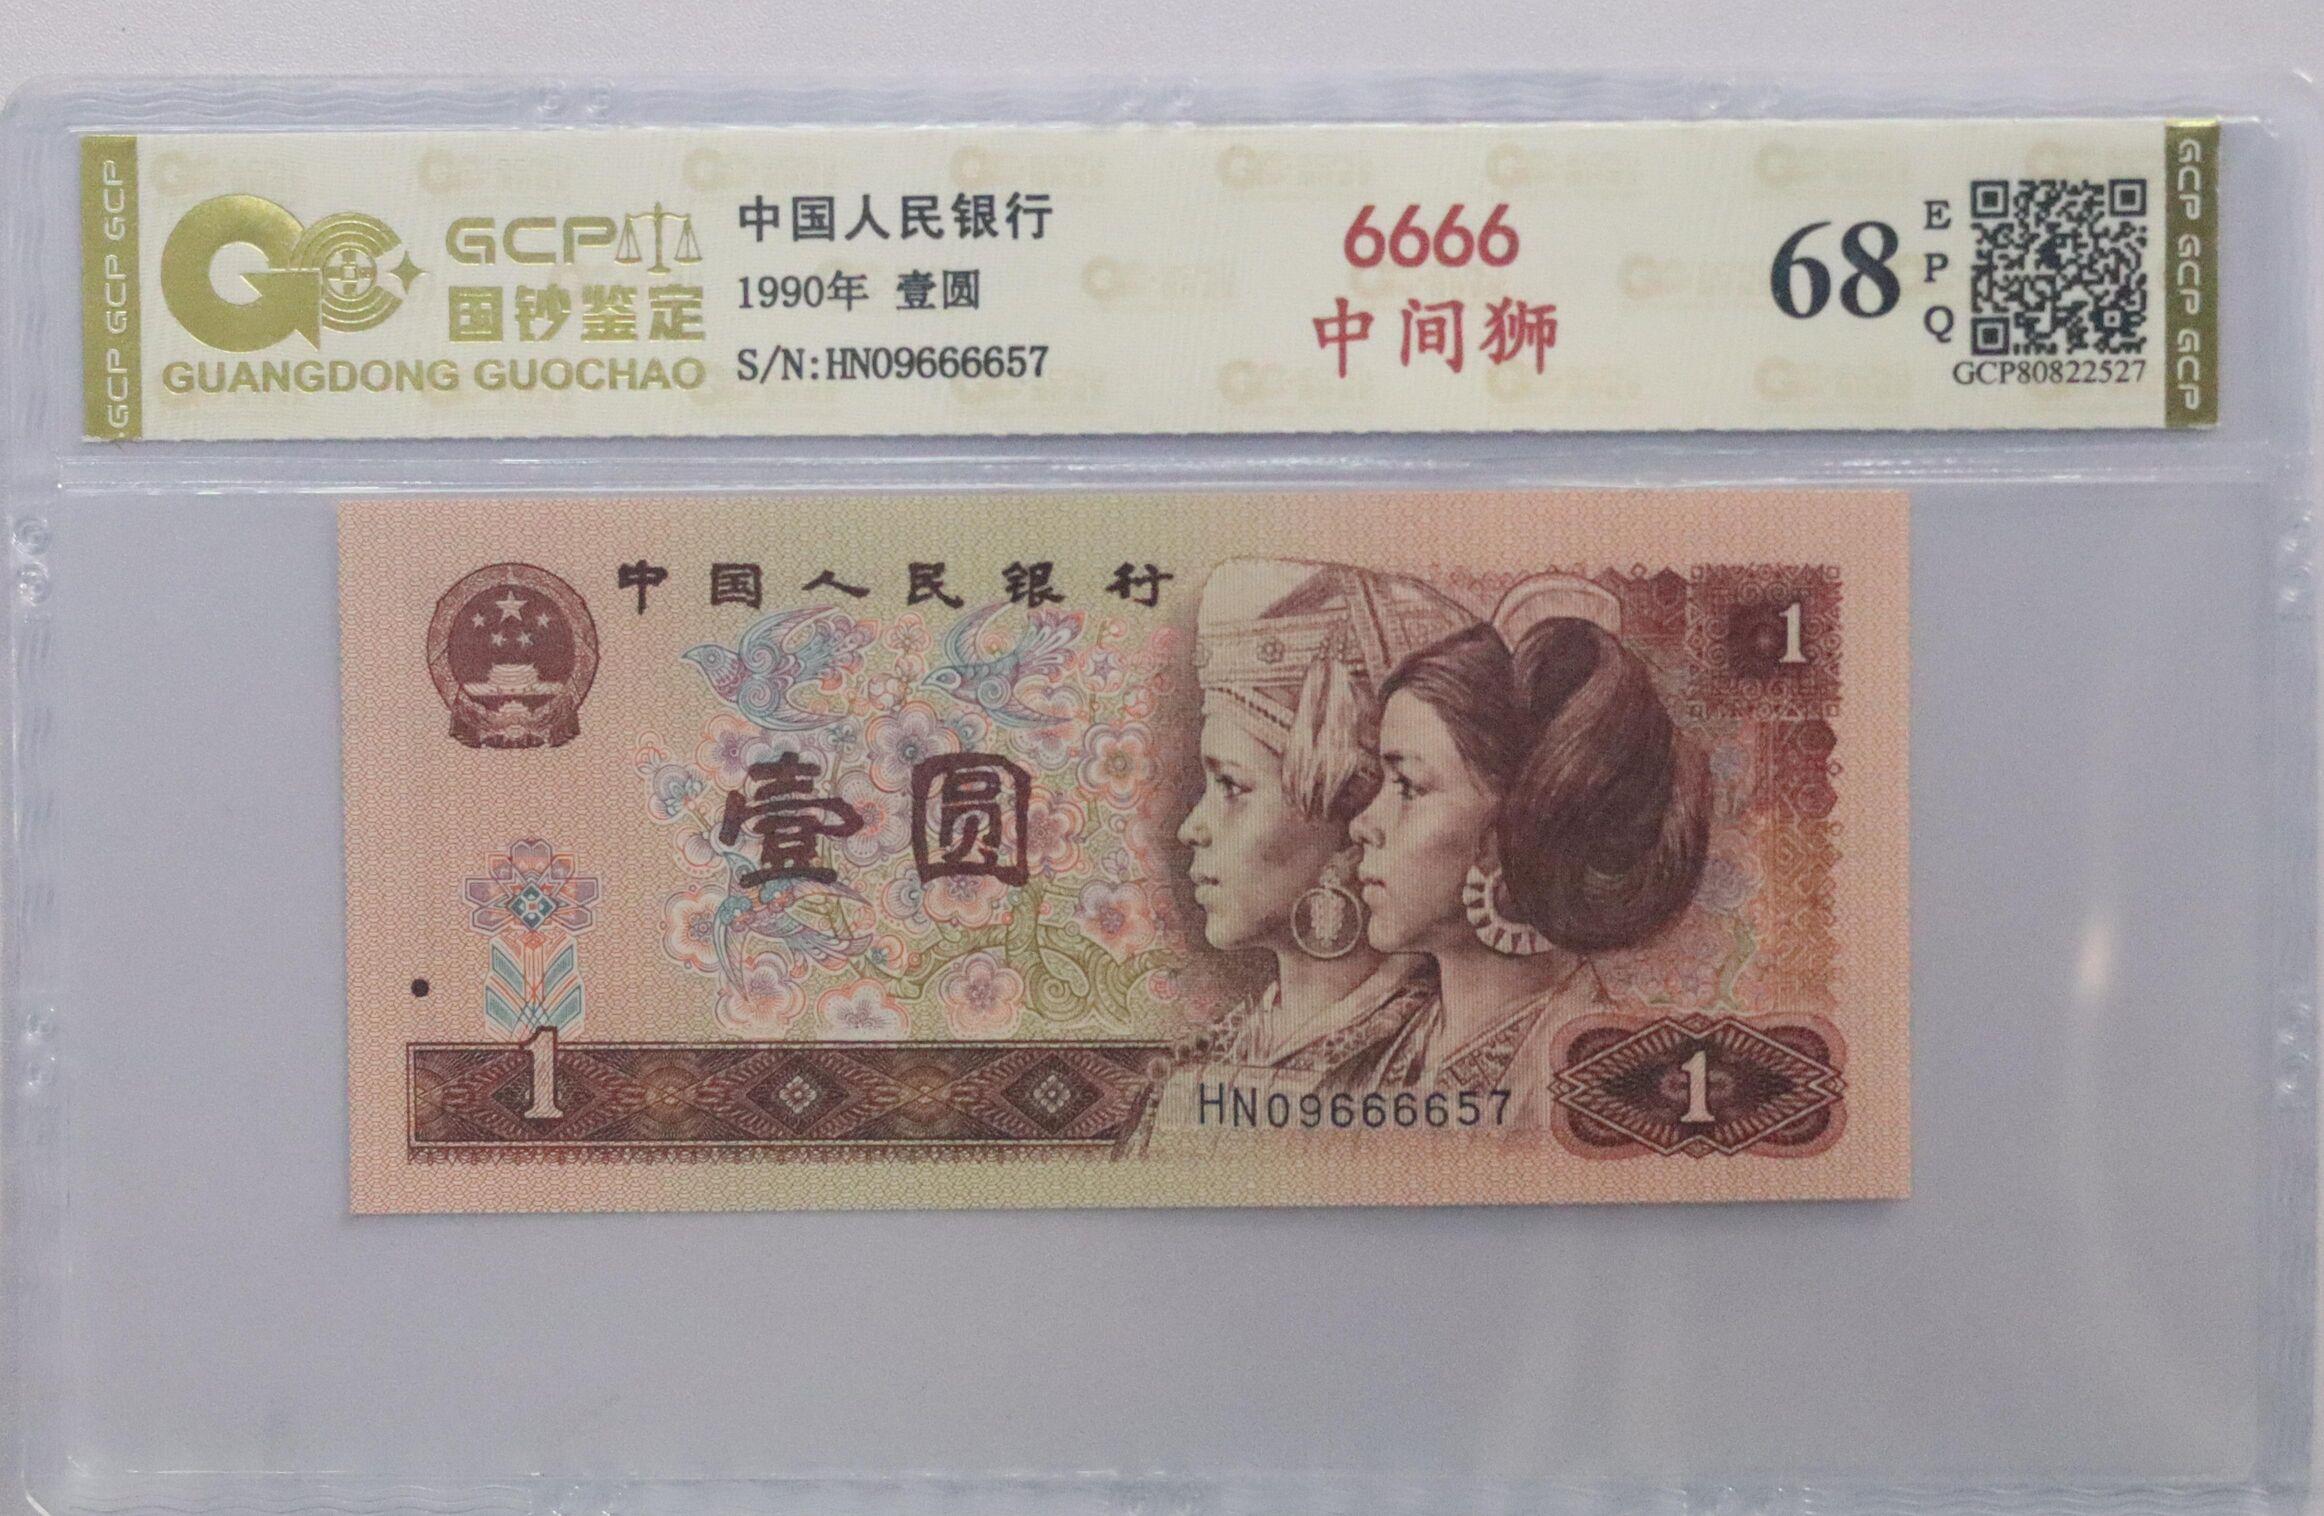 GCP GCP GCP
GCP
国钞鉴定
GUANGDONG GUOCHAO
中国人民银行
1990年 壹圆
S/N:HN09666657
6666
中间狮
68
E
P
Q
GCP80822527
GCP GCP GCP
中国人民银行
1
壹圆
1
HN09666657
1